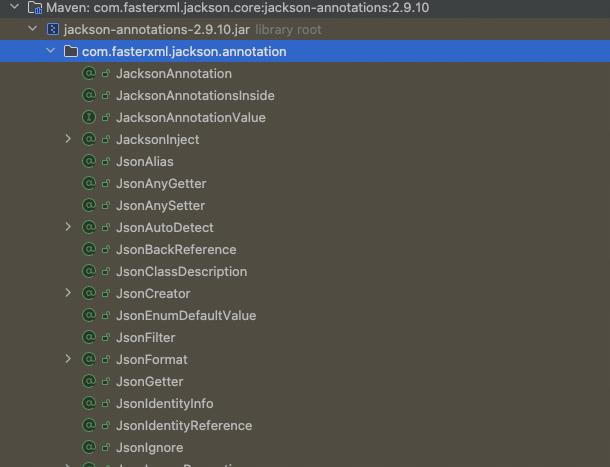 Maven: com.fasterxml.jackson.core:jackson-annotations:2.9.10
jackson-annotations-2.9.10.jar library root
com.fasterxml.jackson.annotation
JacksonAnnotation
JacksonAnnotationsInside
JacksonAnnotationValue
JacksonInject
JsonAlias
JsonAnyGetter
JsonAnySetter
JsonAutoDetect
JsonBackReference
JsonClassDescription
JsonCreator
JsonEnumDefaultValue
JsonFilter
JsonFormat
JsonGetter
JsonIdentityInfo
JsonIdentityReference
JsonIgnore